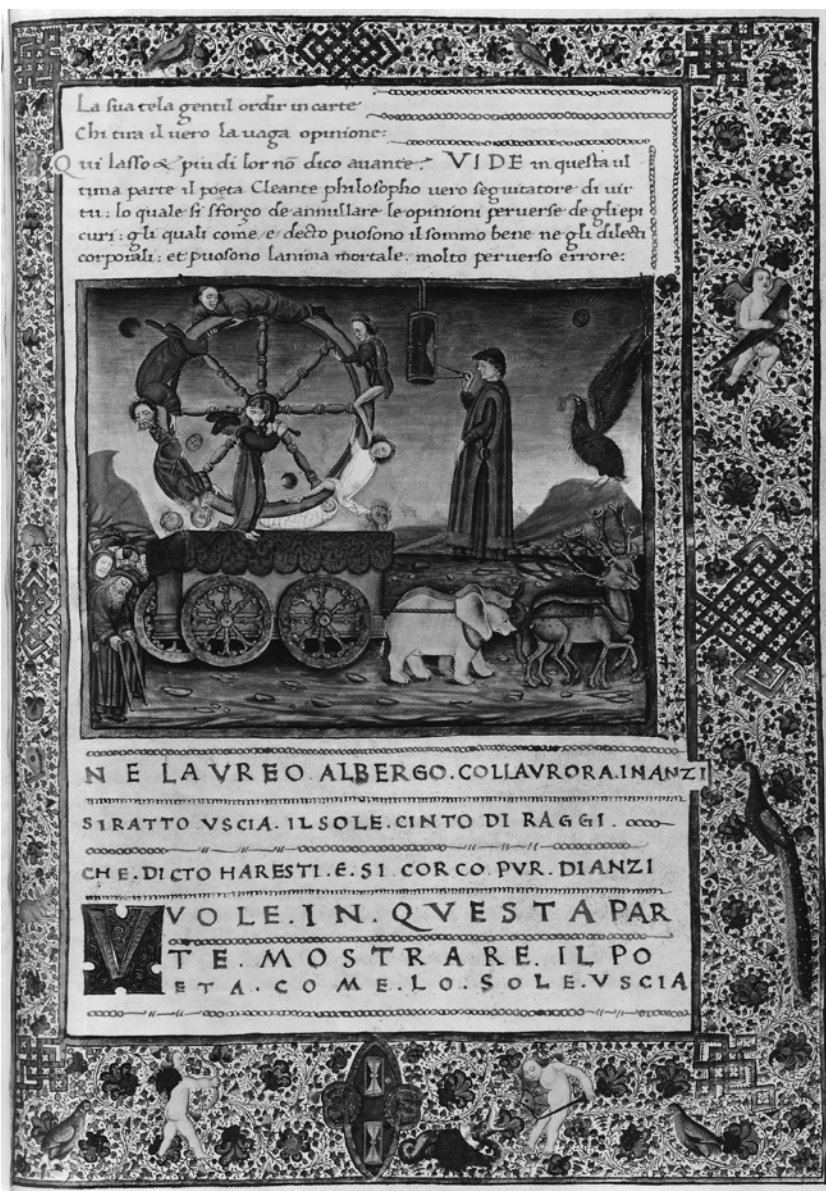 La sua tela gentil ordir in carte
Chi tira il uero la uaga opinione:
Qui lasso & piu di lor nō dico auante. VIDE in questa ul
tima parte il poeta Cleante philosopho uero seguitatore di uir
tu: lo quale si sforço de annullare le opinioni peruerse de gli epi
curi: gli quali come e decto puosono il sommo bene ne gli dilecti
corporali: et puosono lanima mortale. molto peruerso errore:
N E LAVREO. ALBERGO. COLLAVRORA. INANZI
SI RATTO VSCIA. IL SOLE. CINTO DI RAGGI.
CHE. DICTO HARESTI. E. SI CORCO PVR. DIANZI
VVOLE. IN. QVESTA PAR
TE. MOSTRARE. IL PO
ETA. COME. LO. SOLE. VSCIA